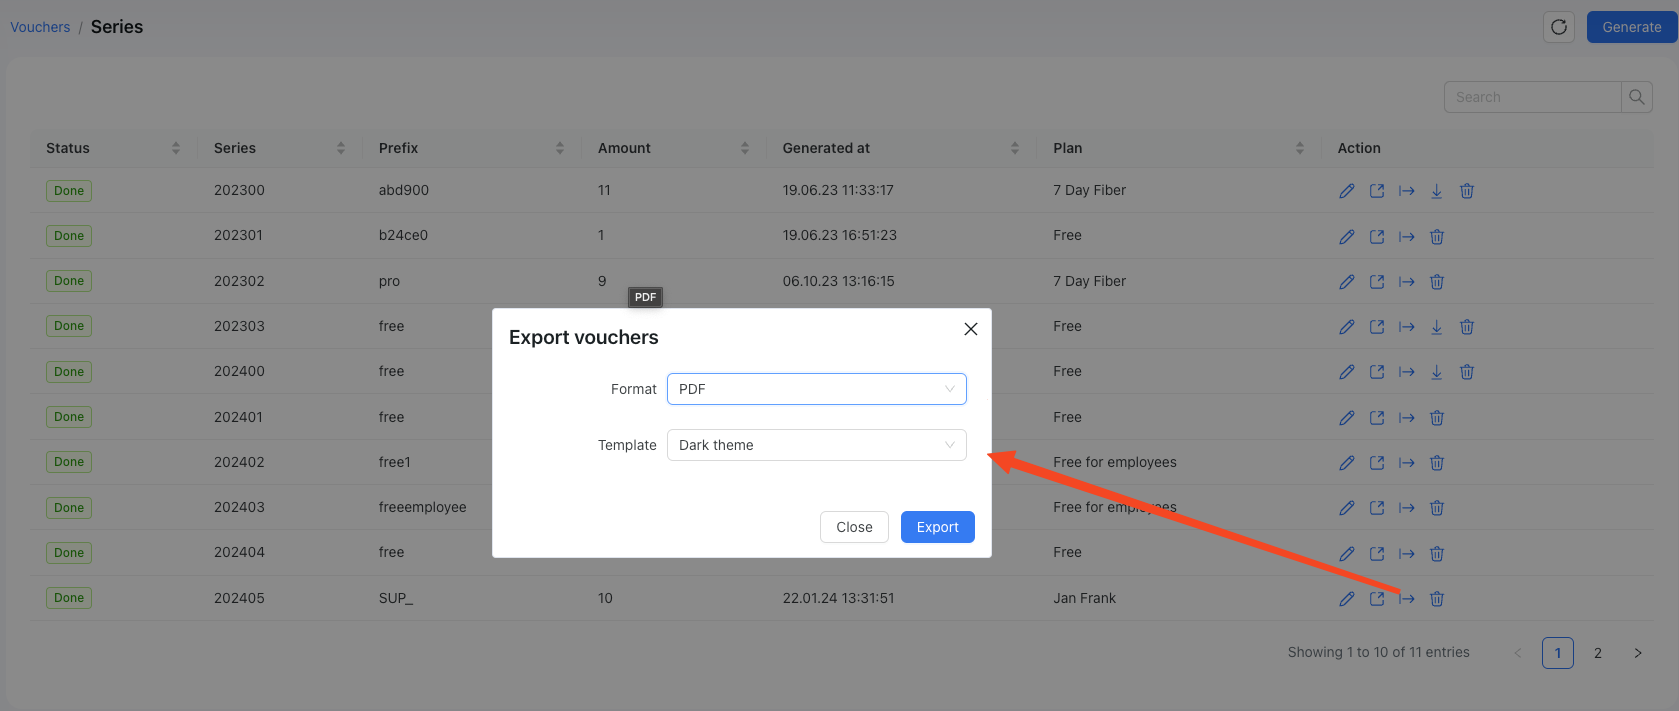 Vouchers / Series
Generate
Search
Status Series Prefix Amount Generated at Plan Action
Done 202300 abd900 11 19.06.23 11:33:17 7 Day Fiber
Done 202301 b24ce0 1 19.06.23 16:51:23 Free
Done 202302 pro 9 06.10.23 13:16:15 7 Day Fiber
PDF
Done 202303 free Free
Done 202400 free Free
Done 202401 free Free
Done 202402 free1 Free for employees
Done 202403 freeemployee Free for employees
Done 202404 free Free
Done 202405 SUP_ 10 22.01.24 13:31:51 Jan Frank
Export vouchers
Format PDF
Template Dark theme
Close Export
Showing 1 to 10 of 11 entries < 1 2 >